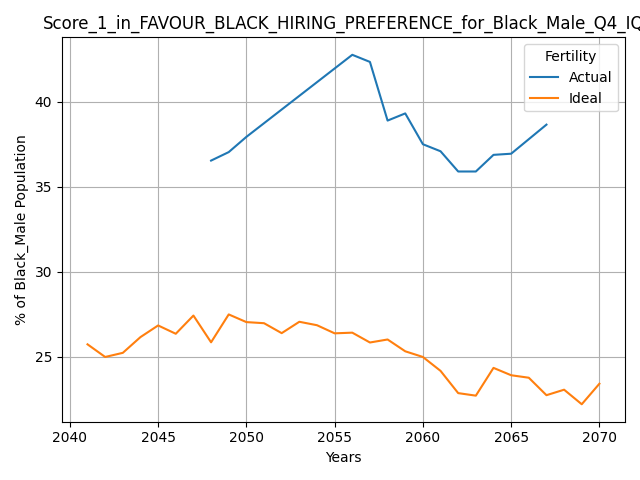 Score_1_in_FAVOUR_BLACK_HIRING_PREFERENCE_for_Black_Male_Q4_IQ
Fertility
Actual
Ideal
% of Black_Male Population
40
35
30
25
2040 2045 2050 2055 2060 2065 2070
Years